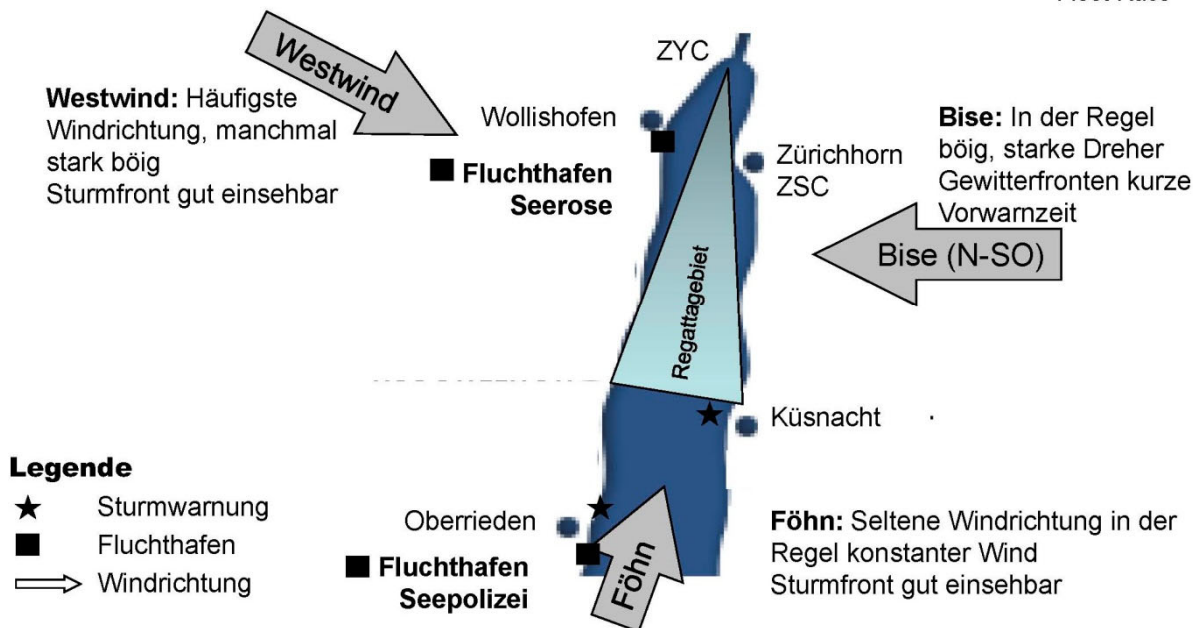 ZYC
Westwind
Westwind: Häufigste
Windrichtung, manchmal
stark böig
Sturmfront gut einsehbar
Wollishofen
Fluchthafen
Seerose
Zürichhorn
ZSC
Bise: In der Regel
böig, starke Dreher
Gewitterfronten kurze
Vorwarnzeit
Bise (N-SO)
Regattagebiet
Küsnacht
Legende
Sturmwarnung
Fluchthafen
Windrichtung
Oberrieden
Fluchthafen
Seepolizei
Föhn
Föhn: Seltene Windrichtung in der
Regel konstanter Wind
Sturmfront gut einsehbar